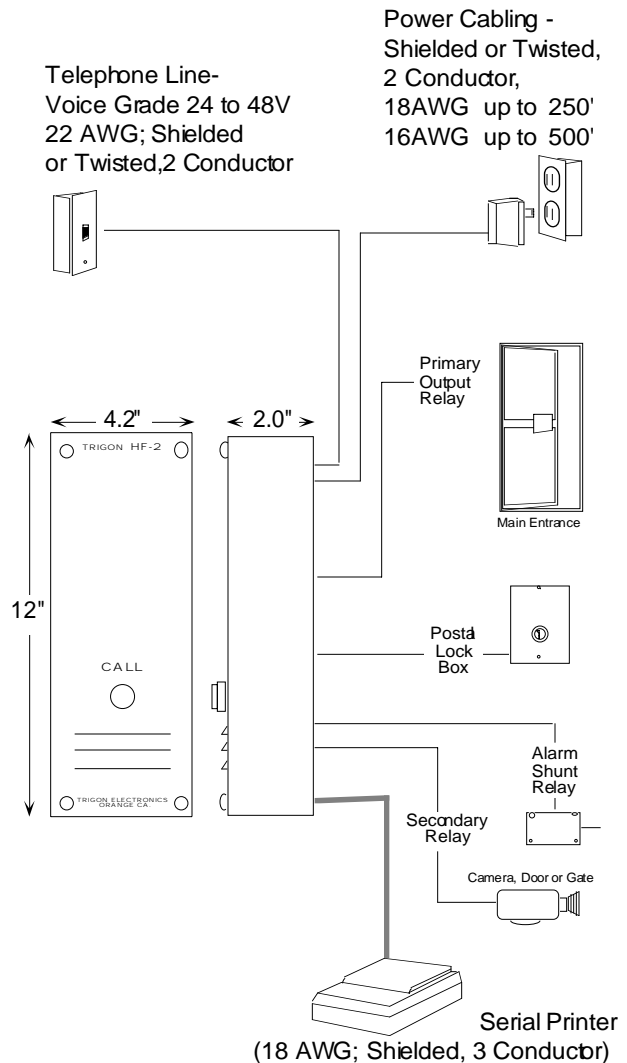 Power Cabling -
Shielded or Twisted,
2 Conductor,
18AWG up to 250'
16AWG up to 500'
Telephone Line-
Voice Grade 24 to 48V
22 AWG; Shielded
or Twisted,2 Conductor
Primary
Output
Relay
4.2"
2.0"
TRIGON HF-2
Main Entrance
12"
Postal
Lock
Box
CALL
Alarm
Shunt
Relay
TRIGON ELECTRONICS
ORANGE CA.
Secondary
Relay
Camera, Door or Gate
Serial Printer
(18 AWG; Shielded, 3 Conductor)